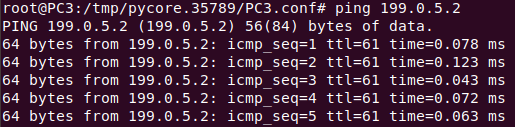 root@PC3:/tmp/pycore.35789/PC3.conf# ping 199.0.5.2
PING 199.0.5.2 (199.0.5.2) 56(84) bytes of data.
64 bytes from 199.0.5.2: icmp_seq=1 ttl=61 time=0.078 ms
64 bytes from 199.0.5.2: icmp_seq=2 ttl=61 time=0.123 ms
64 bytes from 199.0.5.2: icmp_seq=3 ttl=61 time=0.043 ms
64 bytes from 199.0.5.2: icmp_seq=4 ttl=61 time=0.072 ms
64 bytes from 199.0.5.2: icmp_seq=5 ttl=61 time=0.063 ms